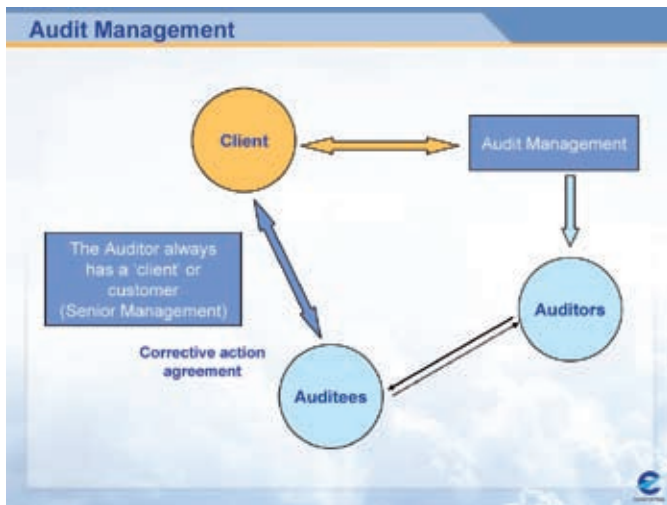 Audit Management
Client
Audit Management
The Auditor always
has a 'client' or
customer
(Senior Management)
Auditors
Corrective action
agreement
Auditees